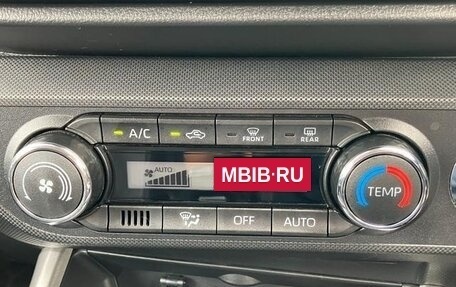 A/C
FRONT
REAR
AUTO
MBIB·RU
TEMP
OFF
AUTO